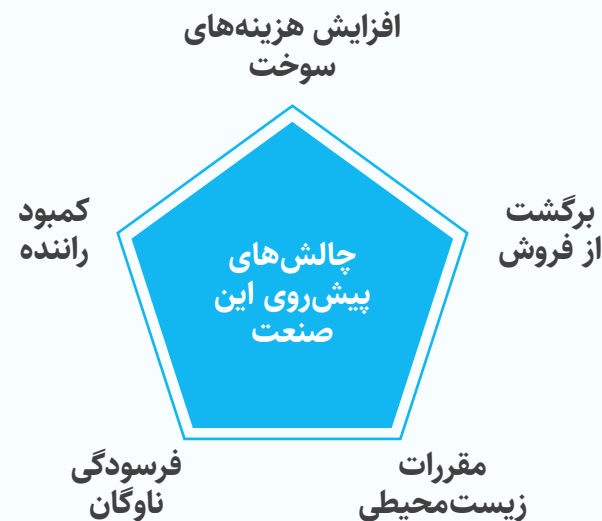 افزایش هزینه‌های
سوخت
برگشت
از فروش
کمبود
راننده
چالش‌های
پیش‌روی این
صنعت
مقررات
زیست‌محیطی
فرسودگی
ناوگان